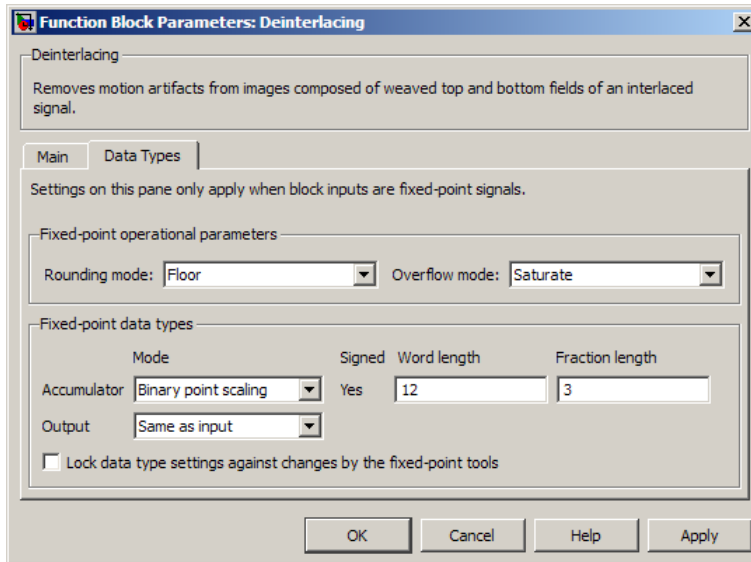 Function Block Parameters: Deinterlacing
Deinterlacing
Removes motion artifacts from images composed of weaved top and bottom fields of an interlaced
signal.
Main Data Types
Settings on this pane only apply when block inputs are fixed-point signals.
Fixed-point operational parameters
Rounding mode: Floor Overflow mode: Saturate
Fixed-point data types
Mode Signed Word length Fraction length
Accumulator Binary point scaling Yes 12 3
Output Same as input
Lock data type settings against changes by the fixed-point tools
OK Cancel Help Apply